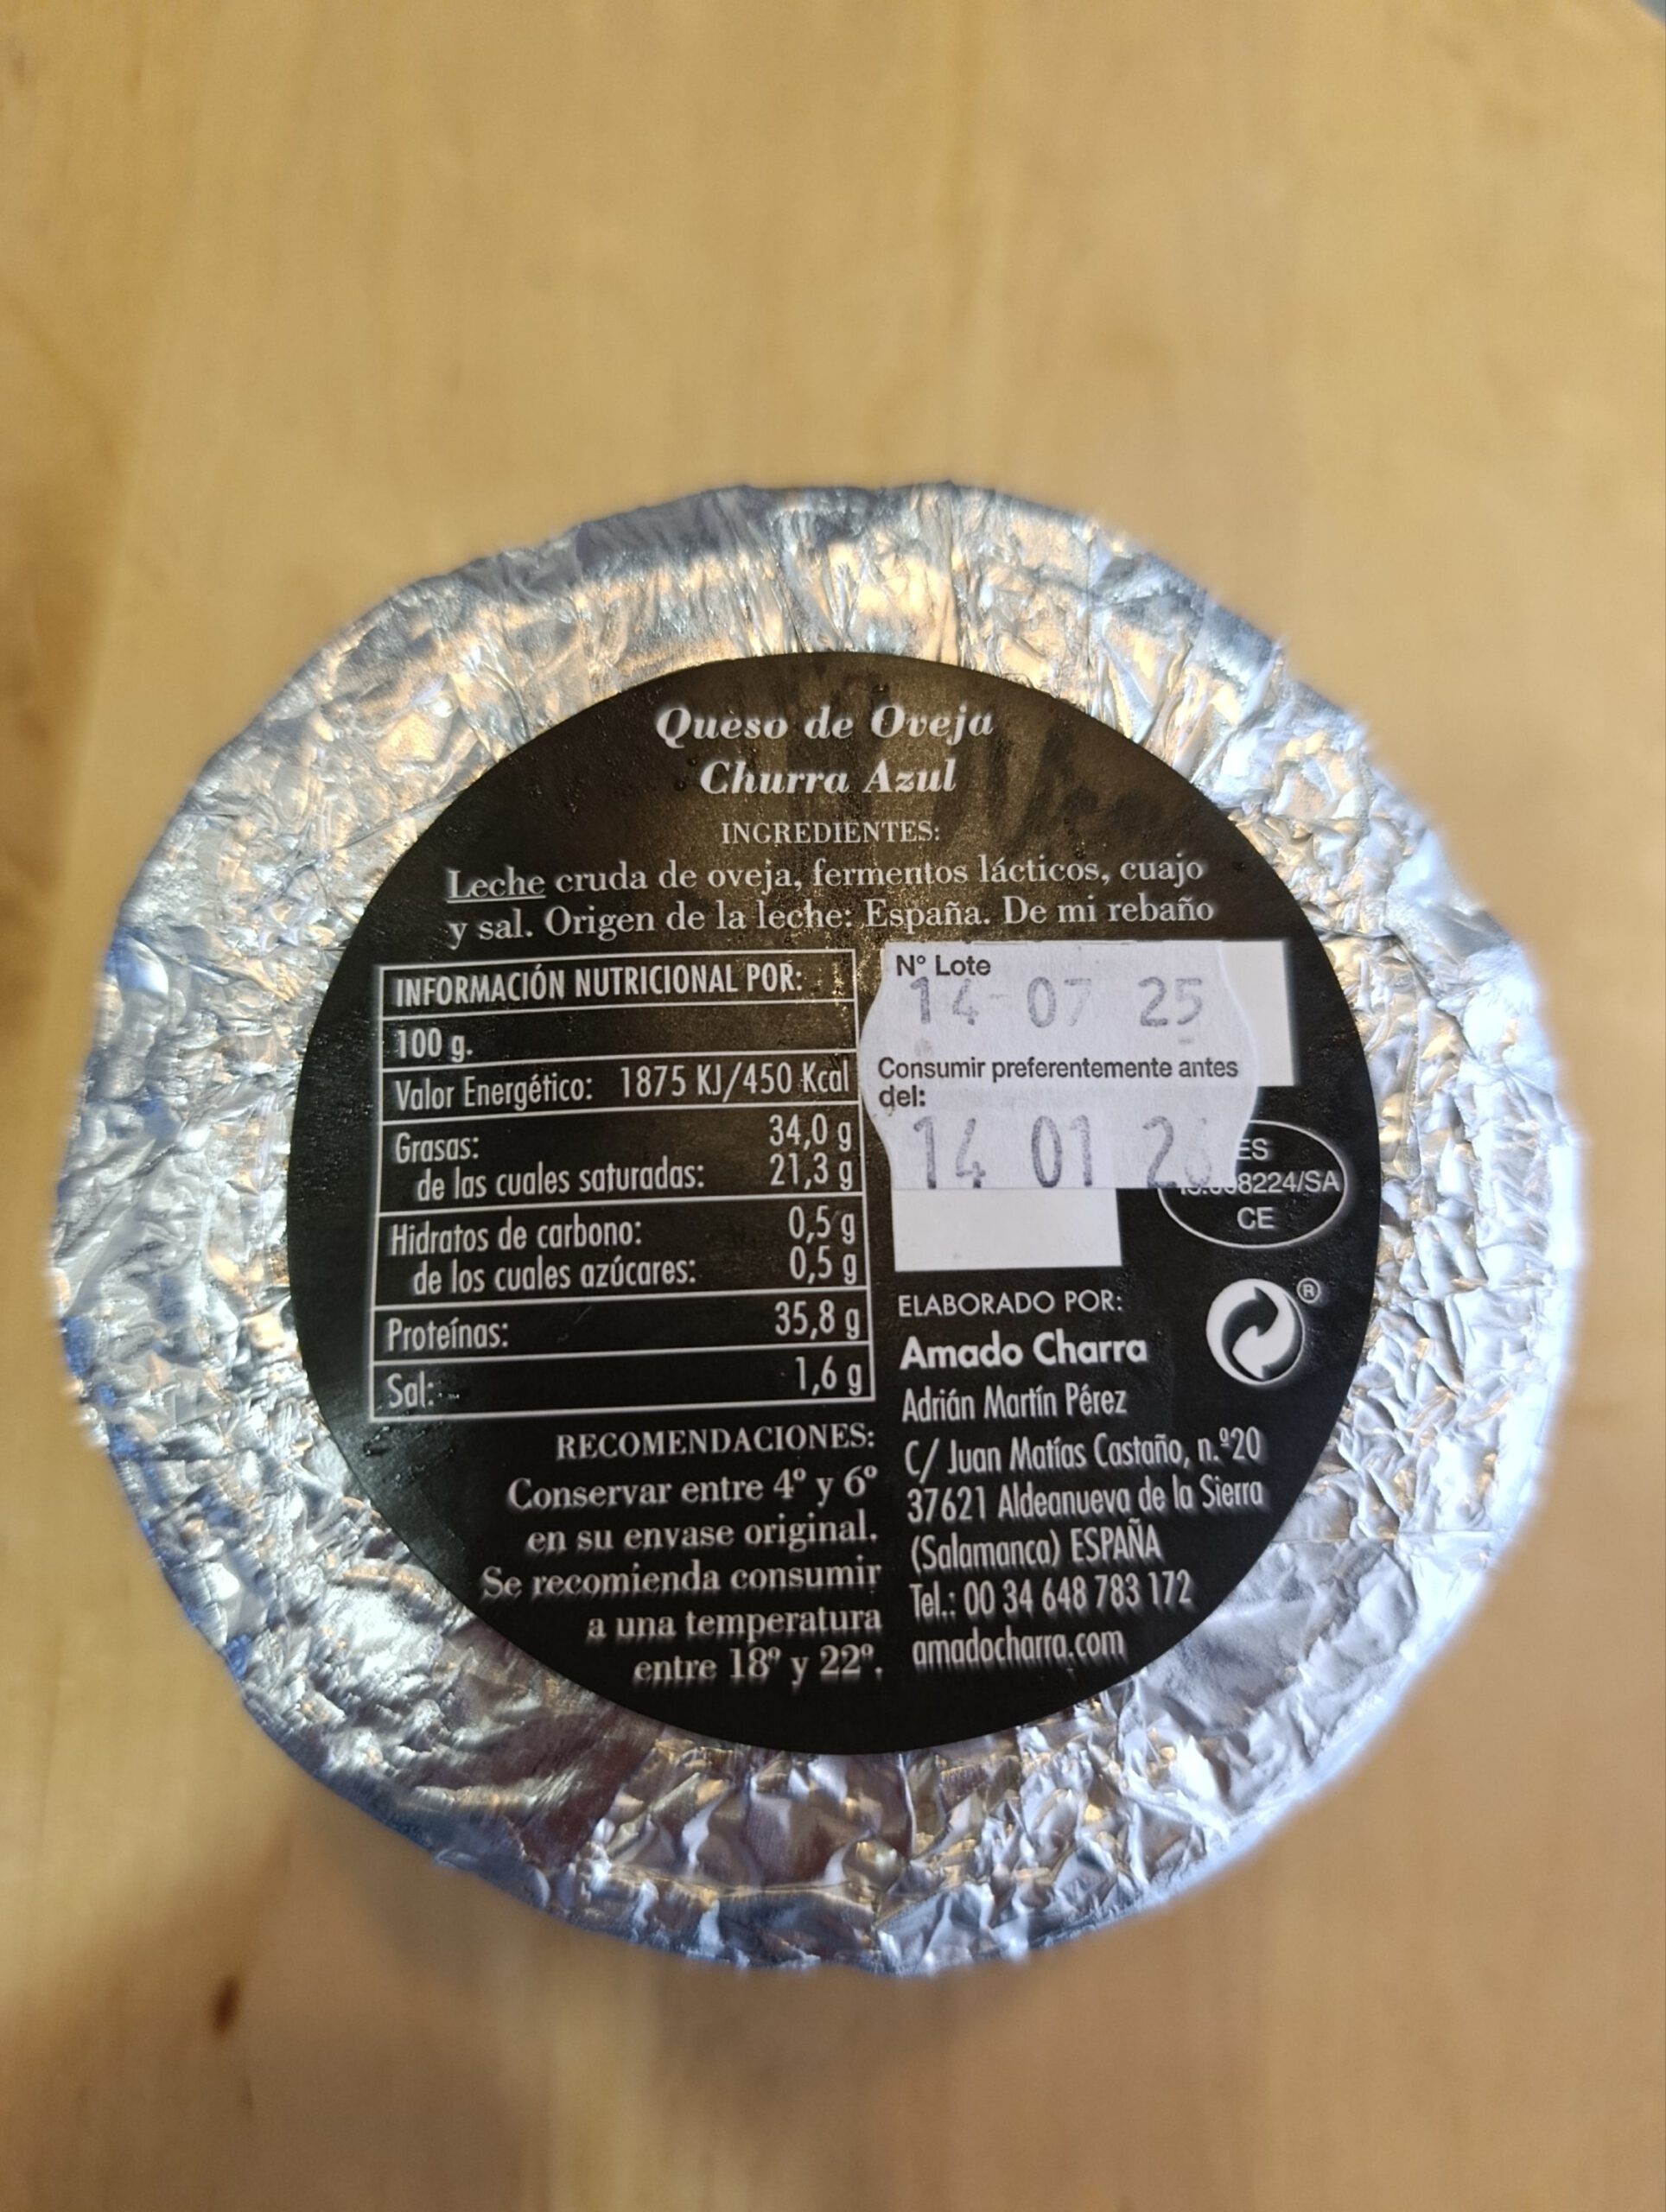 Queso de Oveja
Churra Azul
INGREDIENTES:
Leche cruda de oveja, fermentos lácticos, cuajo
y sal. Origen de la leche: España. De mi rebaño
INFORMACIÓN NUTRICIONAL POR:
100 g.
Valor Energético: 1875 KJ/450 Kcal
Grasas: 34,0 g
de las cuales saturadas: 21,3 g
Hidratos de carbono: 0,5 g
de los cuales azúcares: 0,5 g
Proteínas: 35,8 g
Sal: 1,6 g
RECOMENDACIONES:
Conservar entre 4º y 6º
en su envase original.
Se recomienda consumir
a una temperatura
entre 18º y 22º.
N° Lote
14-07 25
Consumir preferentemente antes
del:
14 01 26
ES
8224/SA
CE
ELABORADO POR:
Amado Charra
Adrián Martín Pérez
C/ Juan Matías Castaño, n.º20
37621 Aldeanueva de la Sierra
(Salamanca) ESPAÑA
Tel.: 00 34 648 783 172
amadocharra.com
®